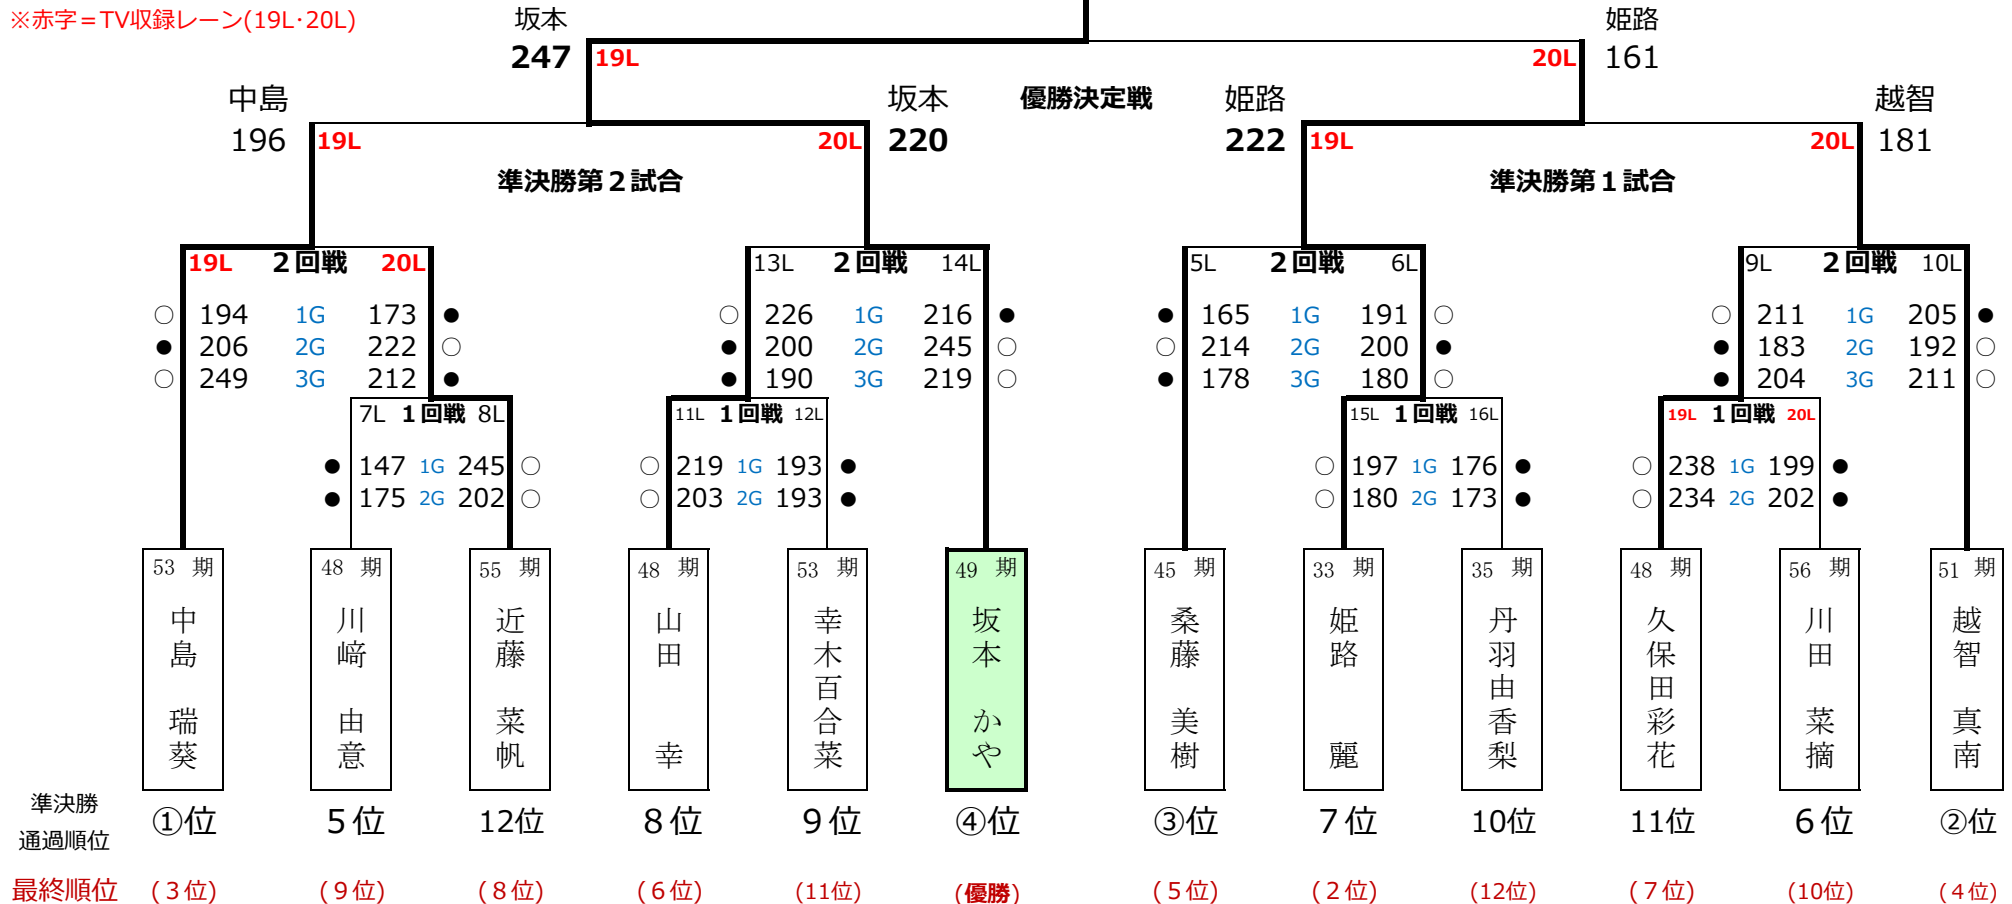 ※赤字＝TV収録レーン(19L･20L)
坂本
247 19L
姫路
20L 161
優勝決定戦
中島
196 19L
坂本
20L 220
準決勝第２試合
姫路
222 19L
越智
20L 181
準決勝第１試合
19L ２回戦 20L
○ 194 1G 173 ●
● 206 2G 222 ○
○ 249 3G 212 ●
13L ２回戦 14L
○ 226 1G 216 ●
● 200 2G 245 ○
● 190 3G 219 ○
5L ２回戦 6L
● 165 1G 191 ○
○ 214 2G 200 ●
● 178 3G 180 ○
9L ２回戦 10L
○ 211 1G 205 ●
● 183 2G 192 ○
● 204 3G 211 ○
7L １回戦 8L
● 147 1G 245 ○
● 175 2G 202 ○
11L １回戦 12L
○ 219 1G 193 ●
○ 203 2G 193 ●
15L １回戦 16L
○ 197 1G 176 ●
○ 180 2G 173 ●
19L １回戦 20L
○ 238 1G 199 ●
○ 234 2G 202 ●
53 期
中島 瑞葵
48 期
川﨑 由意
55 期
近藤 菜帆
48 期
山田 幸
53 期
幸木百合菜
49 期
坂本 かや
45 期
桑藤 美樹
33 期
姫路 麗
35 期
丹羽由香梨
48 期
久保田彩花
56 期
川田 菜摘
51 期
越智 真南
準決勝
通過順位
①位 ５位 12位 ８位 ９位 ④位 ③位 ７位 10位 11位 ６位 ②位
最終順位 (３位) (９位) (８位) (６位) (11位) (優勝) (５位) (２位) (12位) (７位) (10位) (４位)